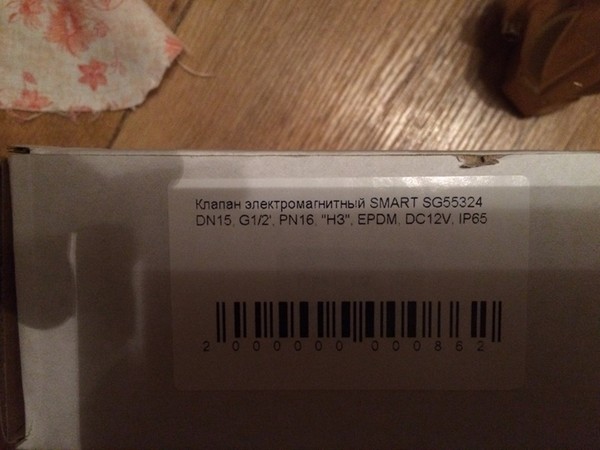 Клапан электромагнитный SMART SG55324
DN15, G1/2', PN16, "НЗ", EPDM, DC12V, IP65
2 000000 000862